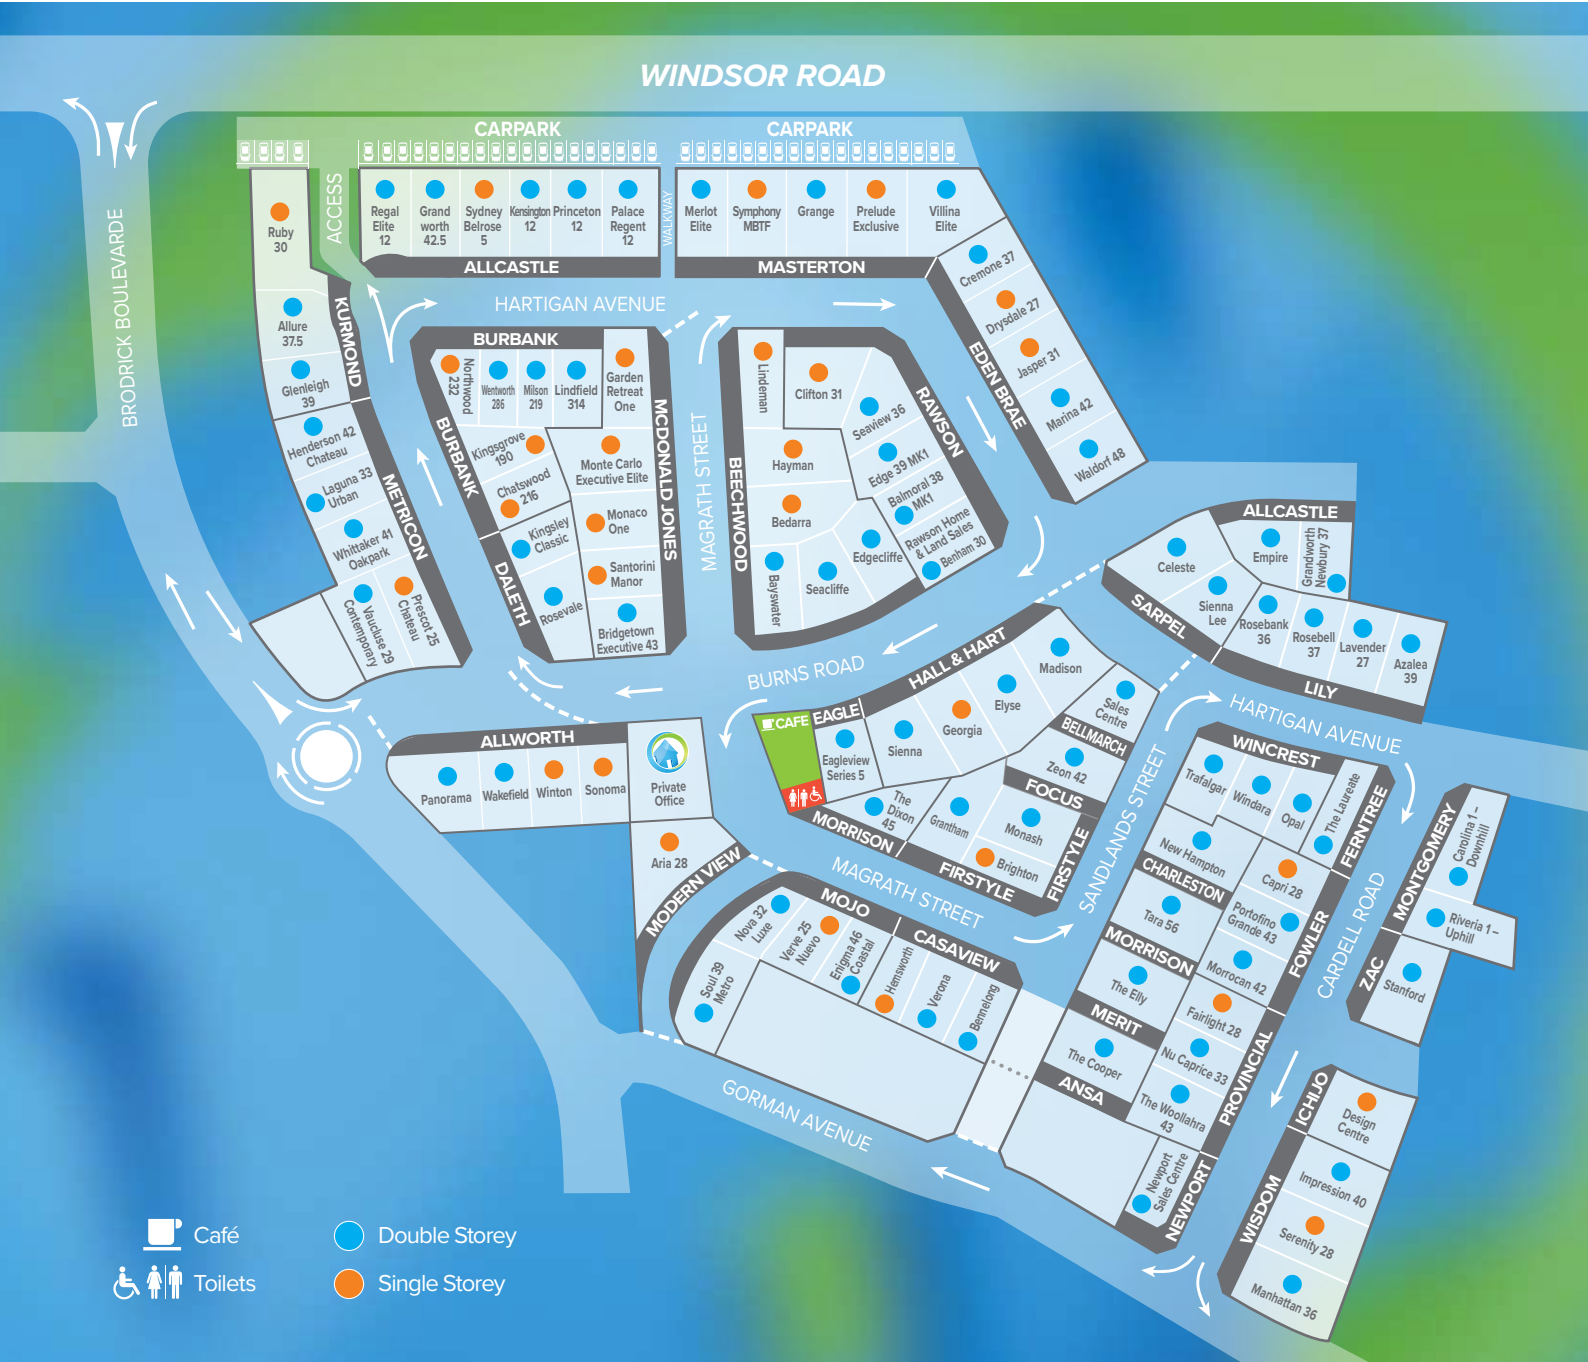 WINDSOR ROAD
CARPARK
CARPARK
BRODRICK BOULEVARDE
ACCESS
WALKWAY
Ruby
30
Regal
Elite
12
Grand
worth
42.5
Sydney
Belrose
5
Kensington
12
Princeton
12
Palace
Regent
12
Merlot
Elite
Symphony
MBTF
Grange
Prelude
Exclusive
Villina
Elite
ALLCASTLE
MASTERTON
HARTIGAN AVENUE
KURMOND
Allure
37.5
Glenleigh
39
Henderson 42
Chateau
Laguna 33
Urban
Whittaker 41
Oakpark
METRICON
Vaucluse 29
Contemporary
Prescot 25
Chateau
BURBANK
BURBANK
Northwood
232
Wentworth
286
Milson
219
Lindfield
314
Garden
Retreat
One
Kingsgrove
190
Chatswood
216
Monte Carlo
Executive Elite
Monaco
One
Kingsley
Classic
Santorini
Manor
Rosevale
Bridgetown
Executive 43
DALETH
MCDONALD JONES
MAGRATH STREET
BEECHWOOD
Lindeman
Clifton 31
Seaview 36
Hayman
Edge 39 MK1
Balmoral 38
MK1
Bedarra
Rawson Home
& Land Sales
Benham 30
Edgecliffe
Bayswater
Seacliffe
RAWSON
EDEN BRAE
Cremone 37
Drysdale 27
Jasper 31
Marina 42
Waldorf 48
BURNS ROAD
ALLCASTLE
Celeste
Empire
Grandworth
Newbury 37
Sienna
Lee
Rosebank
36
Rosebell
37
Lavender
27
Azalea
39
SARPEL
LILY
HARTIGAN AVENUE
ALLWORTH
Panorama
Wakefield
Winton
Sonoma
Private
Office
Aria 28
MODERN VIEW
CAFE
EAGLE
HALL & HART
Eagleview
Series 5
Sienna
Georgia
Elyse
Madison
Sales
Centre
BELLMARCH
Zeon 42
FOCUS
The
Dixon
45
Grantham
Monash
Brighton
MORRISON
FIRSTYLE
FIRSTYLE
MAGRATH STREET
SANDLANDS STREET
MOJO
CASAVIEW
Nova 32
Luxe
Verve 25
Nuevo
Enigma 46
Coastal
Hemsworth
Verona
Bennelong
Soul 39
Metro
GORMAN AVENUE
WINCREST
Trafalgar
Windara
Opal
The Laureate
FERNTREE
New Hampton
CHARLESTON
Capri 28
Tara 56
Portofino
Grande 43
MORRISON
Morrocan 42
FOWLER
The Elly
MERIT
Fairlight 28
Nu Caprice 33
The Cooper
ANSA
The Woollahra
43
PROVINCIAL
Newport
Sales Centre
NEWPORT
CARDELL ROAD
MONTGOMERY
Carolina 1 –
Downhill
Riveria 1 –
Uphill
ZAC
Stanford
ICHIJO
Design
Centre
WISDOM
Impression 40
Serenity 28
Manhattan 36
Café
Toilets
Double Storey
Single Storey